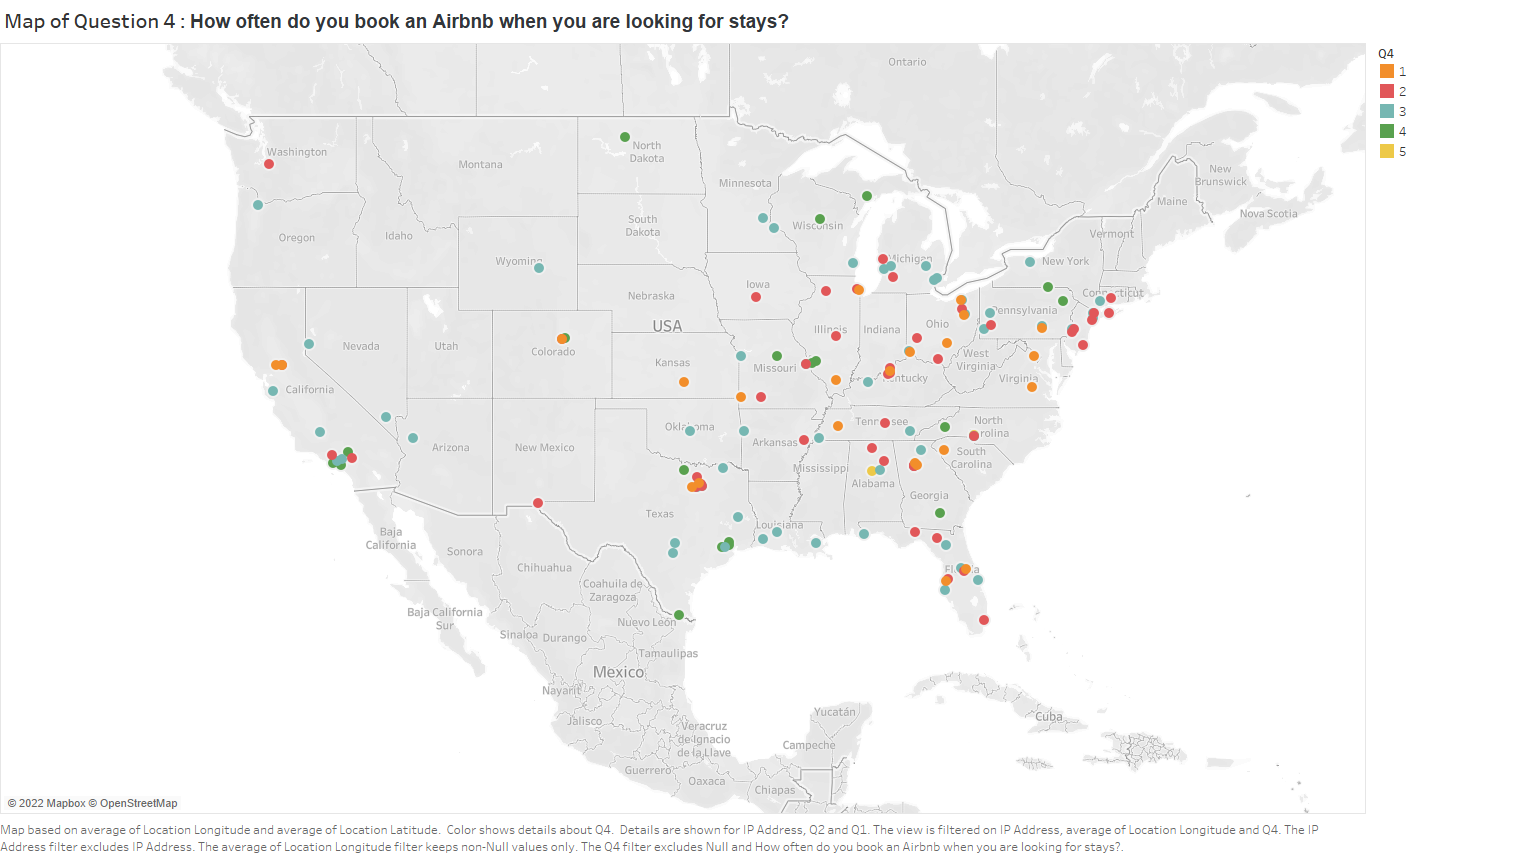 Map of Question 4 : How often do you book an Airbnb when you are looking for stays?
Q4
1
2
3
4
5
Ontario
Washington
Montana
North
Dakota
Minnesota
New
Brunswick
Maine
Nova Scotia
Oregon
Idaho
South
Dakota
Wisconsin
Vermont
Wyoming
Michigan
New York
Iowa
Nebraska
Connecticut
Pennsylvania
USA
Illinois
Indiana
Ohio
Nevada
Utah
Colorado
Kansas
Missouri
West
Virginia
Kentucky
Virginia
California
Oklahoma
Tennessee
North
Carolina
Arizona
New Mexico
Arkansas
South
Carolina
Mississippi
Alabama
Georgia
Texas
Louisiana
Baja
California
Sonora
Chihuahua
Coahuila de
Zaragoza
Florida
Baja California
Sur
Nuevo León
Sinaloa
Durango
Tamaulipas
Mexico
Nayarit
Jalisco
Veracruz
de Ignacio
de la Llave
Yucatán
Cuba
Campeche
Guerrero
Oaxaca
Chiapas
© 2022 Mapbox © OpenStreetMap
Map based on average of Location Longitude and average of Location Latitude. Color shows details about Q4. Details are shown for IP Address, Q2 and Q1. The view is filtered on IP Address, average of Location Longitude and Q4. The IP
Address filter excludes IP Address. The average of Location Longitude filter keeps non-Null values only. The Q4 filter excludes Null and How often do you book an Airbnb when you are looking for stays?.